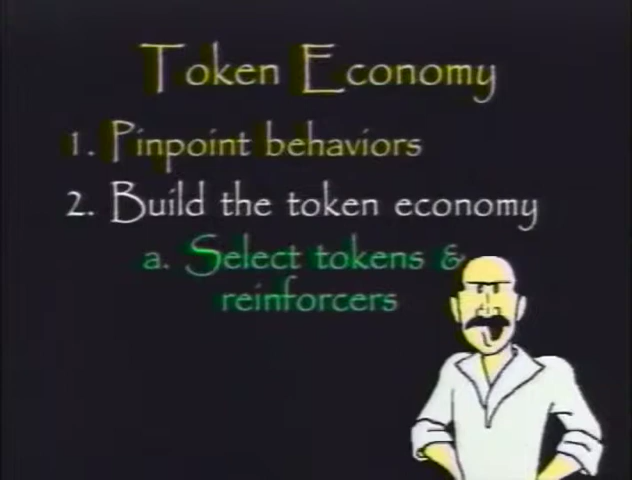 Token Economy
1. Pinpoint behaviors
2. Build the token economy
a. Select tokens &
reinforcers